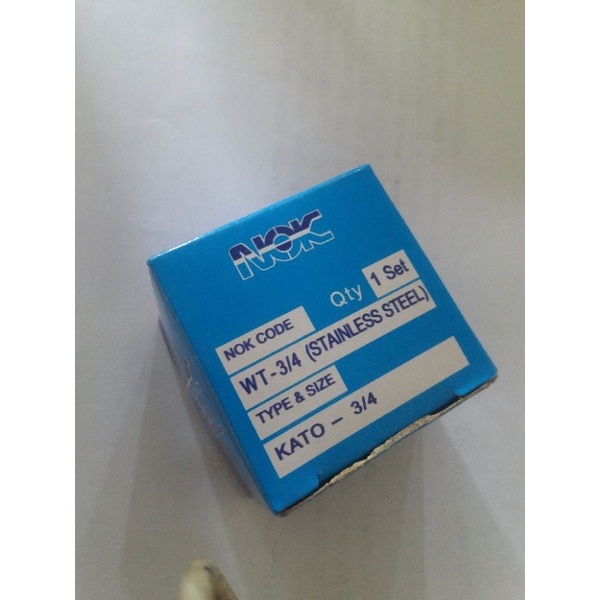 NOK
Qty 1 Set
NOK CODE
WT-3/4 (STAINLESS STEEL)
TYPE & SIZE
KATO - 3/4